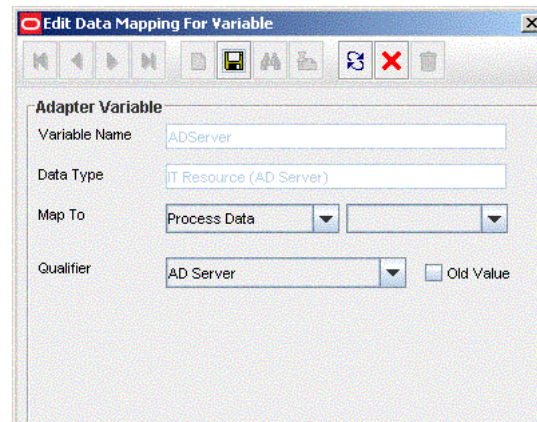 Edit Data Mapping For Variable
Adapter Variable
Variable Name ADServer
Data Type IT Resource (AD Server)
Map To Process Data
Qualifier AD Server Old Value